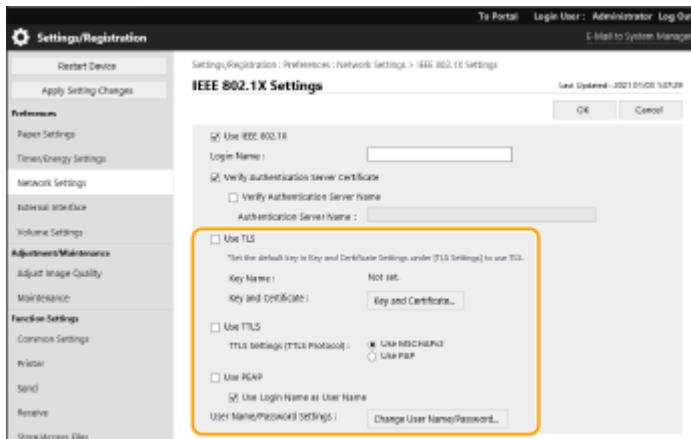 To Portal Login User : Administrator Log Out
Settings/Registration
E-Mail to System Manager
Restart Device
Apply Setting Changes
Preferences
Paper Settings
Timer/Energy Settings
Network Settings
External Interface
Volume Settings
Adjustment/Maintenance
Adjust Image Quality
Maintenance
Function Settings
Common Settings
Printer
Send
Receive
Store/Access Files
Settings/Registration : Preferences : Network Settings > IEEE 802.1X Settings
IEEE 802.1X Settings
Last Updated :
OK Cancel
Use IEEE 802.1X
Login Name :
Verify Authentication Server Certificate
Verify Authentication Server Name
Authentication Server Name :
Use TLS
*Set the default key in Key and Certificate Settings under [TLS Settings] to use TLS.
Key Name : Not set.
Key and Certificate : Key and Certificate...
Use TTLS
TTLS Settings (TTLS Protocol) : Use MSCHAPv2
Use PAP
Use PEAP
Use Login Name as User Name
User Name/Password Settings : Change User Name/Password...